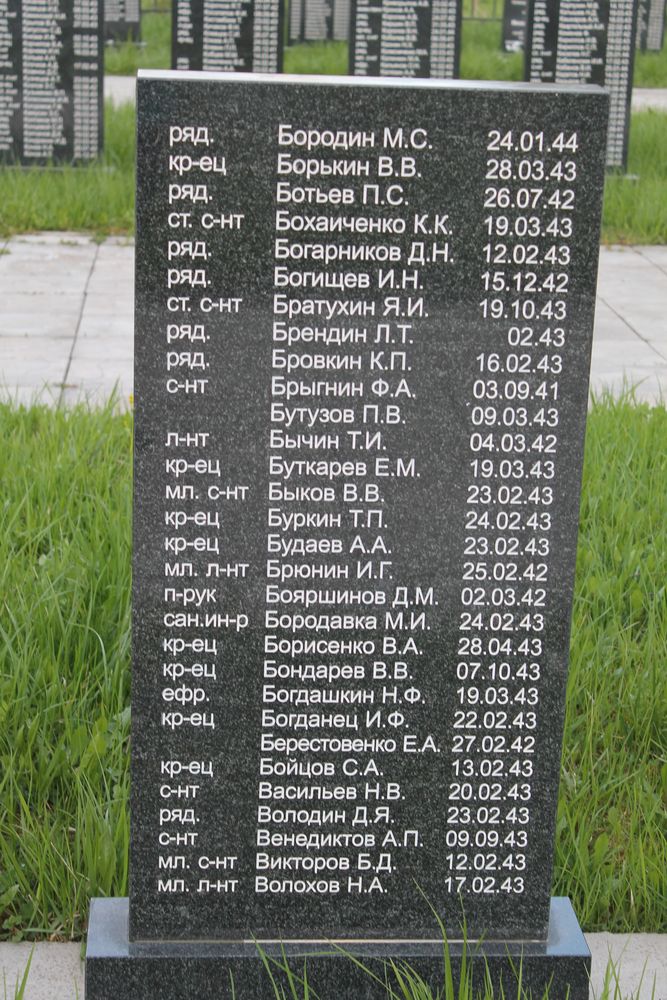 ряд. Бородин М.С. 24.01.44
кр-ец Борькин В.В. 28.03.43
ряд. Ботьев П.С. 26.07.42
ст. с-нт Бохаиченко К.К. 19.03.43
ряд. Богарников Д.Н. 12.02.43
ряд. Богищев И.Н. 15.12.42
ст. с-нт Братухин Я.И. 19.10.43
ряд. Брендин Л.Т. 02.43
ряд. Бровкин К.П. 16.02.43
с-нт Брыгнин Ф.А. 03.09.41
Бутузов П.В. 09.03.43
л-нт Бычин Т.И. 04.03.42
кр-ец Буткарев Е.М. 19.03.43
мл. с-нт Быков В.В. 23.02.43
кр-ец Буркин Т.П. 24.02.43
кр-ец Будаев А.А. 23.02.43
мл. л-нт Брюнин И.Г. 25.02.42
п-рук Бояршинов Д.М. 02.03.42
сан.ин-р Бородавка М.И. 24.02.43
кр-ец Борисенко В.А. 28.04.43
кр-ец Бондарев В.В. 07.10.43
ефр. Богдашкин Н.Ф. 19.03.43
кр-ец Богданец И.Ф. 22.02.43
Берестовенко Е.А. 27.02.42
кр-ец Бойцов С.А. 13.02.43
с-нт Васильев Н.В. 20.02.43
ряд. Володин Д.Я. 23.02.43
с-нт Венедиктов А.П. 09.09.43
мл. с-нт Викторов Б.Д. 12.02.43
мл. л-нт Волохов Н.А. 17.02.43